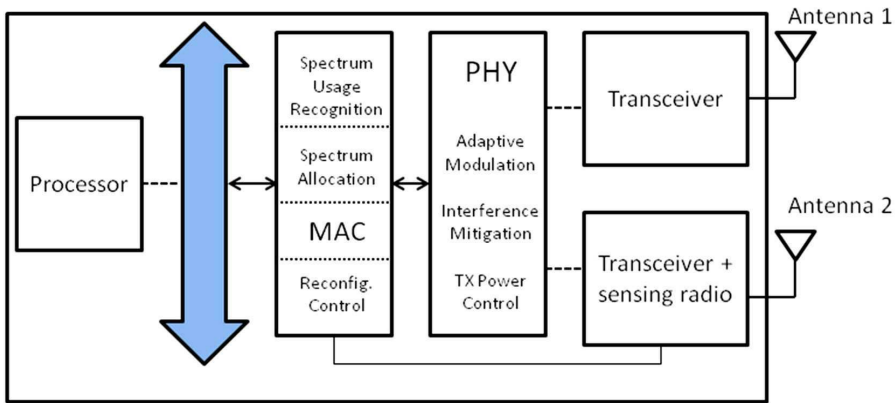 Antenna 1
Spectrum
Usage
Recognition
PHY
Transceiver
Adaptive
Modulation
Processor
Spectrum
Allocation
Antenna 2
Interference
Mitigation
MAC
Transceiver +
sensing radio
Reconfig.
Control
TX Power
Control